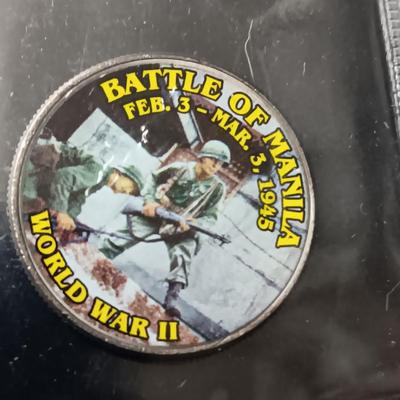 BATTLE OF MANILA
FEB. 3 – MAR. 3, 1945
WORLD WAR II